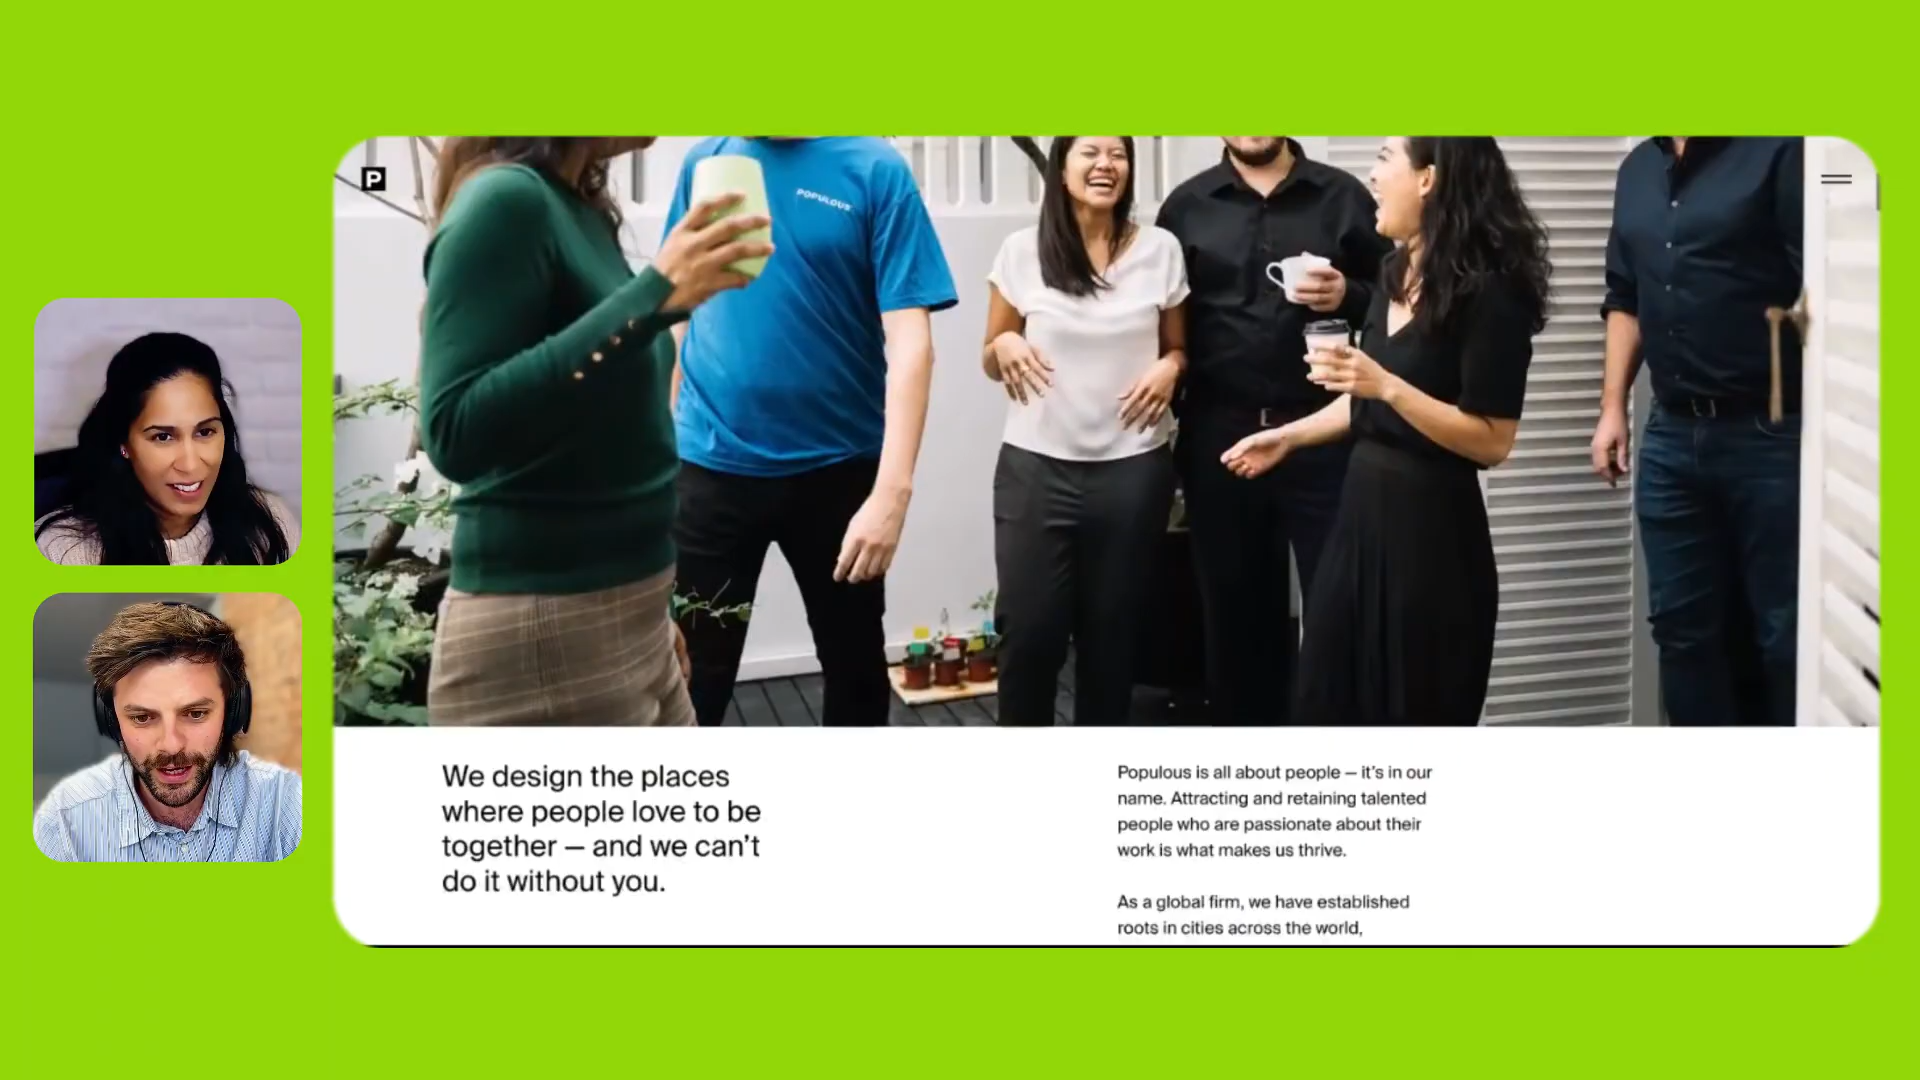 P
POPULOUS
We design the places
where people love to be
together — and we can't
do it without you.
Populous is all about people — it's in our
name. Attracting and retaining talented
people who are passionate about their
work is what makes us thrive.
As a global firm, we have established
roots in cities across the world,